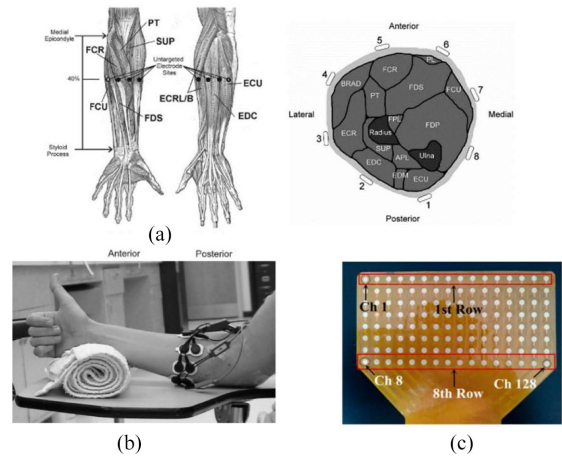 (a)
Medial
Epicondyle
40%
Styloid
Process
PT
SUP
FCR
Untargeted
Electrode
Sites
FCU
FDS
ECRL/B
ECU
EDC
Anterior
Posterior
Anterior
5
6
4
7
3
8
2
1
Lateral
Medial
Posterior
PL
FCR
FDS
FCU
BRAD
PT
FPL
FDP
Radius
ECR
SUP
EDC
APL
Ulna
EDM
ECU
(b)
Ch 1
1st Row
Ch 8
8th Row
Ch 128
(c)